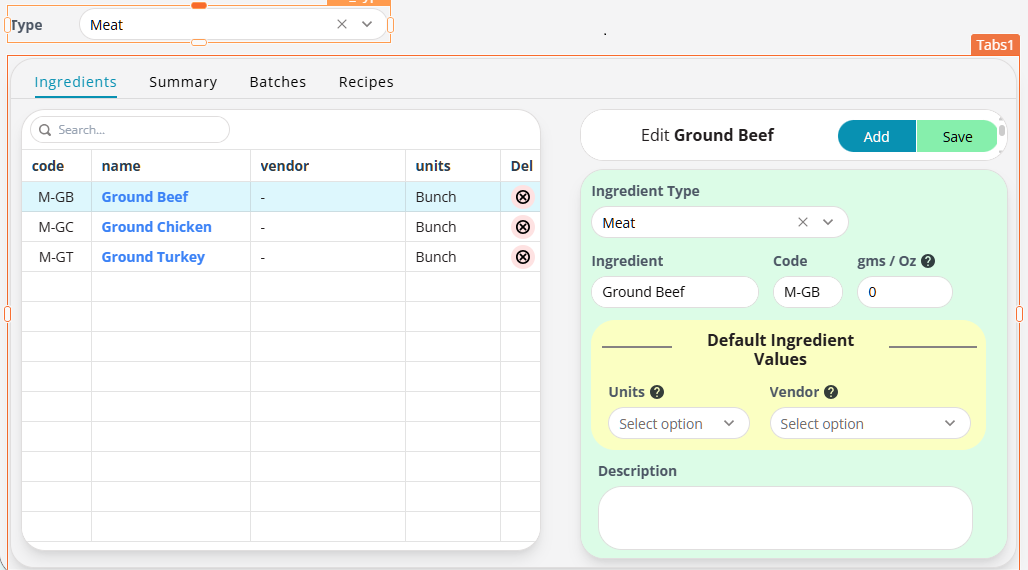 Type Meat
.
Tabs1
Ingredients Summary Batches Recipes
Search...
code name vendor units Del
M-GB Ground Beef - Bunch
M-GC Ground Chicken - Bunch
M-GT Ground Turkey - Bunch
Edit Ground Beef Add Save
Ingredient Type
Meat
Ingredient Code gms / Oz ?
Ground Beef M-GB 0
Default Ingredient
Values
Units ? Vendor ?
Select option Select option
Description